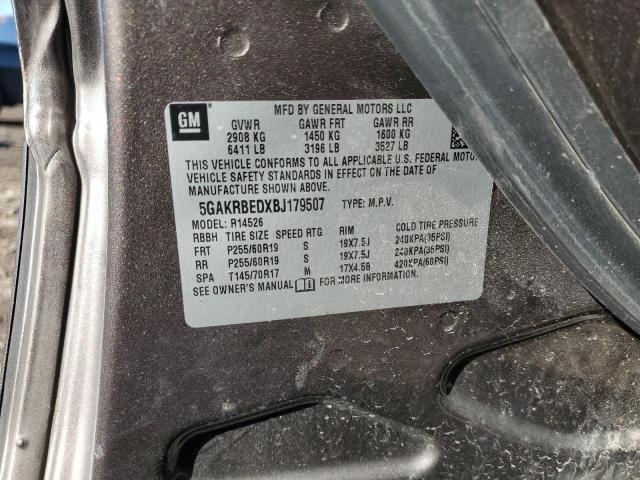 GM
MFD BY GENERAL MOTORS LLC
GVWR GAWR FRT GAWR RR
2908 KG 1450 KG 1600 KG
6411 LB 3196 LB 3527 LB
THIS VEHICLE CONFORMS TO ALL APPLICABLE U.S. FEDERAL MOTOR
VEHICLE SAFETY STANDARDS IN EFFECT ON THE DATE OF
MANUFACTURE SHOWN ABOVE.
5GAKRBEDXBJ179507 TYPE: M.P.V.
MODEL: R14526
RBBH TIRE SIZE SPEED RTG RIM COLD TIRE PRESSURE
FRT P255/60R19 S 19X7.5J 240KPA(35PSI)
RR P255/60R19 S 19X7.5J 240KPA(35PSI)
SPA T145/70R17 M 17X4.5B 420KPA(60PSI)
SEE OWNER'S MANUAL FOR MORE INFORMATION.